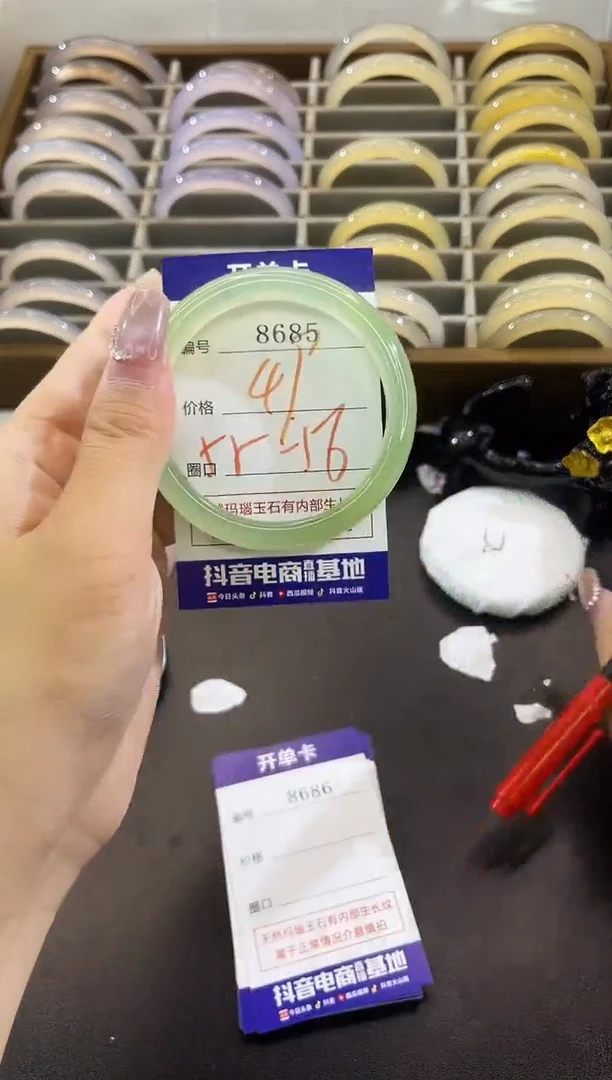 开单卡
编号 8685
价格
圈口
玛瑙玉石有内部生
抖音电商直播基地
今日头条 抖音 西瓜视频 抖音火山版
开单卡
编号 8686
价格
圈口
天然玛瑙玉石有内部生长纹
属于正常情况介意慎拍
抖音电商直播基地
今日头条 抖音 西瓜视频 抖音火山版